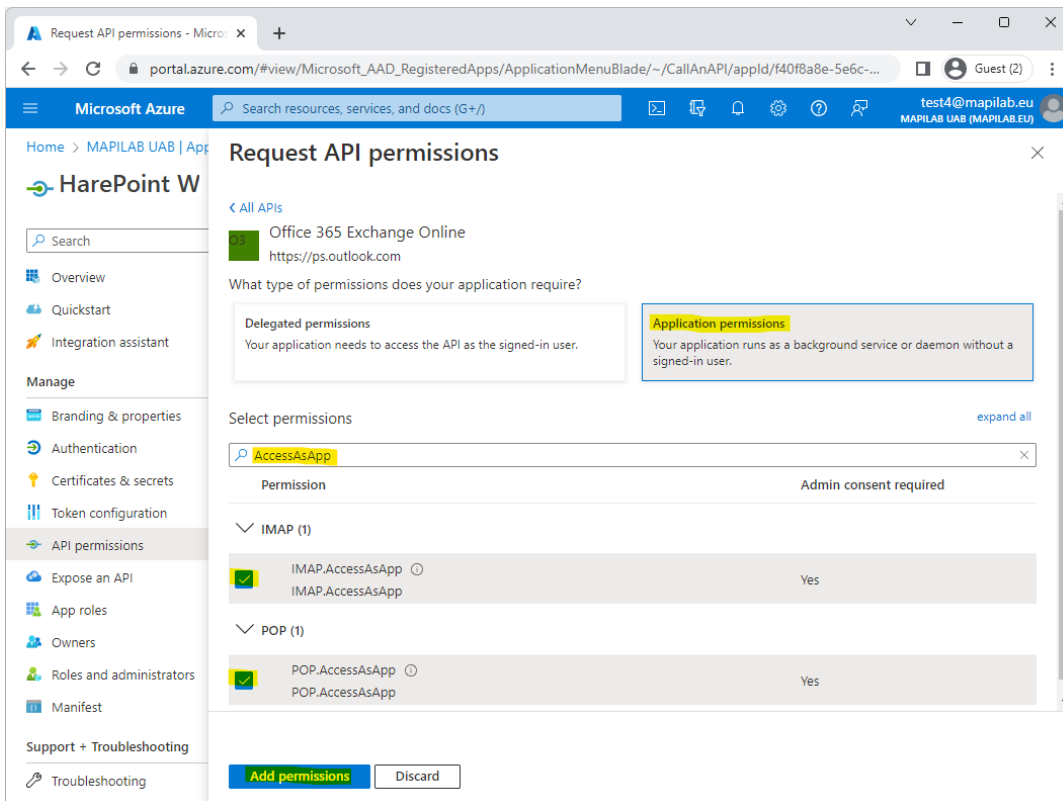 Request API permissions - Micros
portal.azure.com/#view/Microsoft_AAD_RegisteredApps/ApplicationMenuBlade/~/CallAnAPI/appId/f40f8a8e-5e6c-...
Guest (2)
Microsoft Azure
Search resources, services, and docs (G+/)
test4@mapilab.eu
MAPILAB UAB (MAPILAB.EU)
Home > MAPILAB UAB | App
HarePoint W
Search
Overview
Quickstart
Integration assistant
Manage
Branding & properties
Authentication
Certificates & secrets
Token configuration
API permissions
Expose an API
App roles
Owners
Roles and administrators
Manifest
Support + Troubleshooting
Troubleshooting
Request API permissions
All APIs
O3
Office 365 Exchange Online
https://ps.outlook.com
What type of permissions does your application require?
Delegated permissions
Your application needs to access the API as the signed-in user.
Application permissions
Your application runs as a background service or daemon without a
signed-in user.
Select permissions
expand all
AccessAsApp
Permission
Admin consent required
IMAP (1)
IMAP.AccessAsApp
IMAP.AccessAsApp
Yes
POP (1)
POP.AccessAsApp
POP.AccessAsApp
Yes
Add permissions
Discard